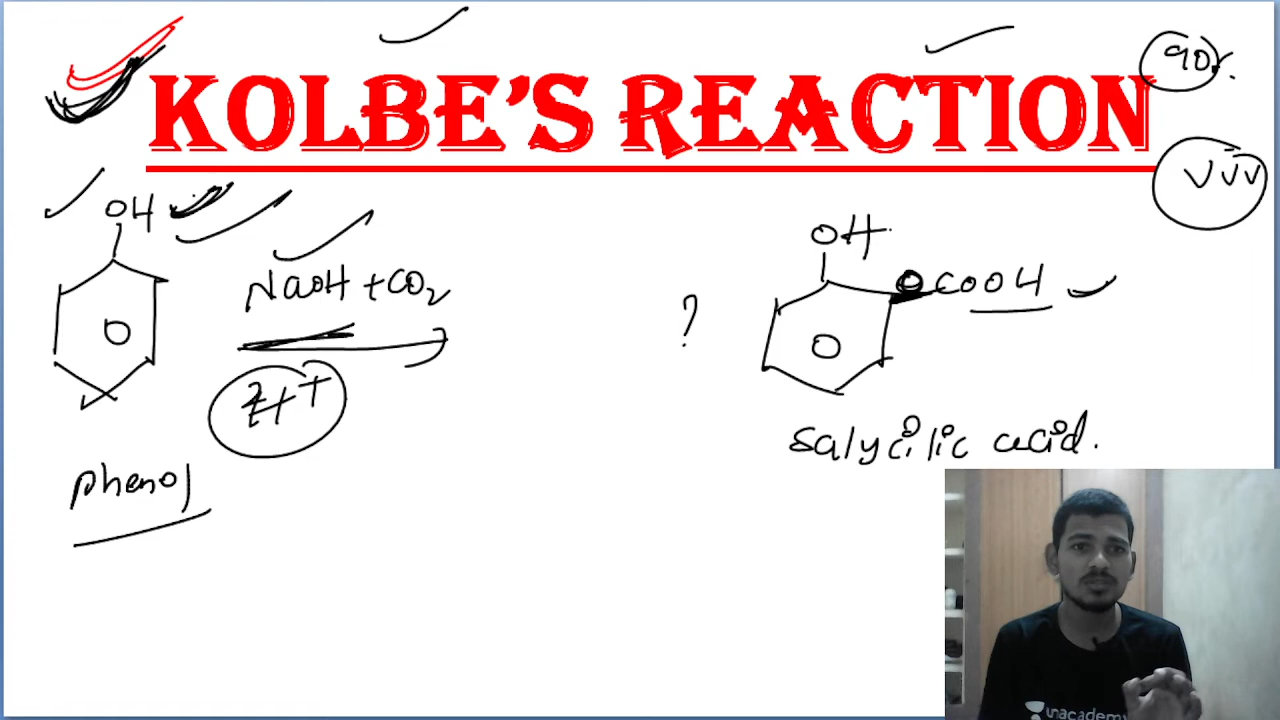 KOLBE'S REACTION
90%.
VVV
OH
NaOH + CO2
H+
O
phenol
?
OH
COOH
O
salycilic acid.
unacademy